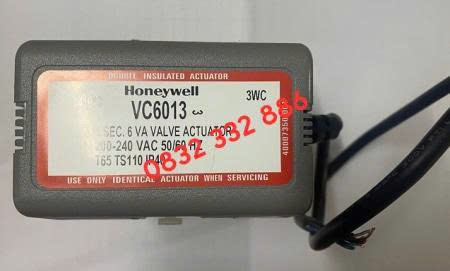 DOUBLE INSULATED ACTUATOR
Honeywell
3WC
VC6013
SEC. 6 VA VALVE ACTUATOR
200-240 VAC 50/60 HZ
T65 TS110 IP40
USE ONLY IDENTICAL ACTUATOR WHEN SERVICING
0832 332 886